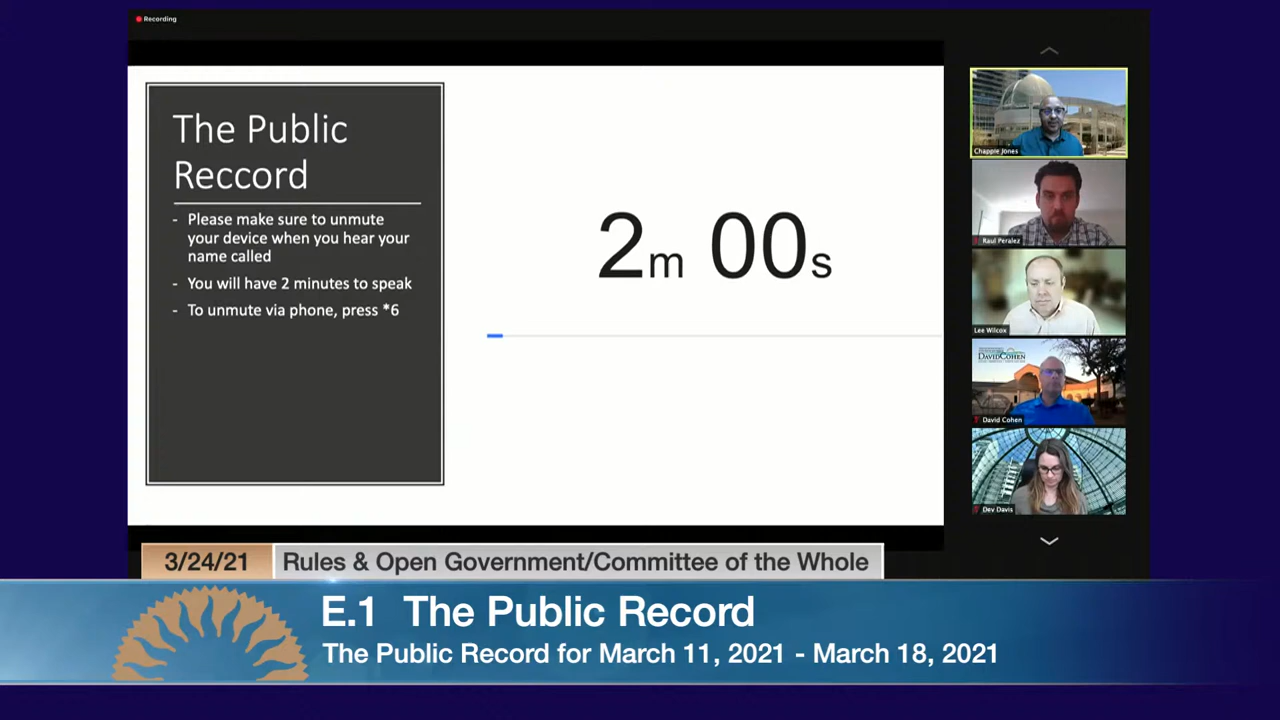 Recording
The Public
Reccord
- Please make sure to unmute
your device when you hear your
name called
- You will have 2 minutes to speak
- To unmute via phone, press *6
2m 00s
Chappie Jones
Raul Peralez
Lee Wilcox
DAVID COHEN
David Cohen
Dev Davis
3/24/21
Rules & Open Government/Committee of the Whole
E.1 The Public Record
The Public Record for March 11, 2021 - March 18, 2021